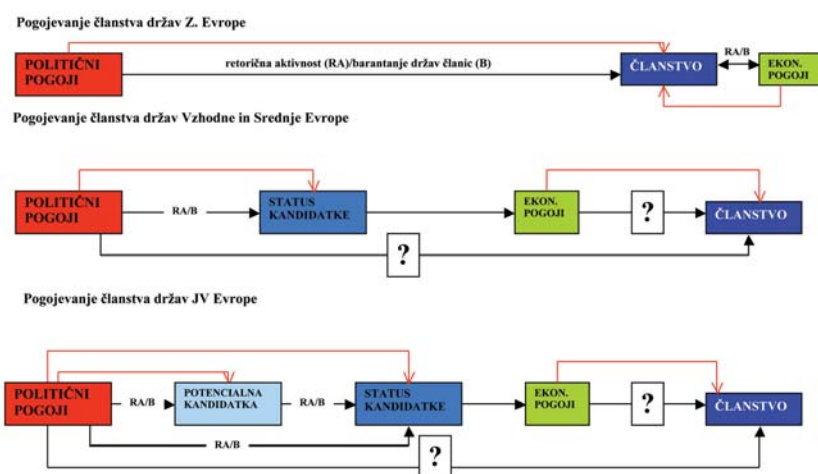 Pogojevanje članstva držav Z. Evrope
POLITIČNI
POGOJI
retorična aktivnost (RA)/barantanje držav članic (B)
ČLANSTVO
RA/B
EKON.
POGOJI
Pogojevanje članstva držav Vzhodne in Srednje Evrope
POLITIČNI
POGOJI
RA/B
STATUS
KANDIDATKE
EKON.
POGOJI
?
ČLANSTVO
?
Pogojevanje članstva držav JV Evrope
POLITIČNI
POGOJI
RA/B
POTENCIALNA
KANDIDATKA
RA/B
STATUS
KANDIDATKE
EKON.
POGOJI
?
ČLANSTVO
RA/B
?